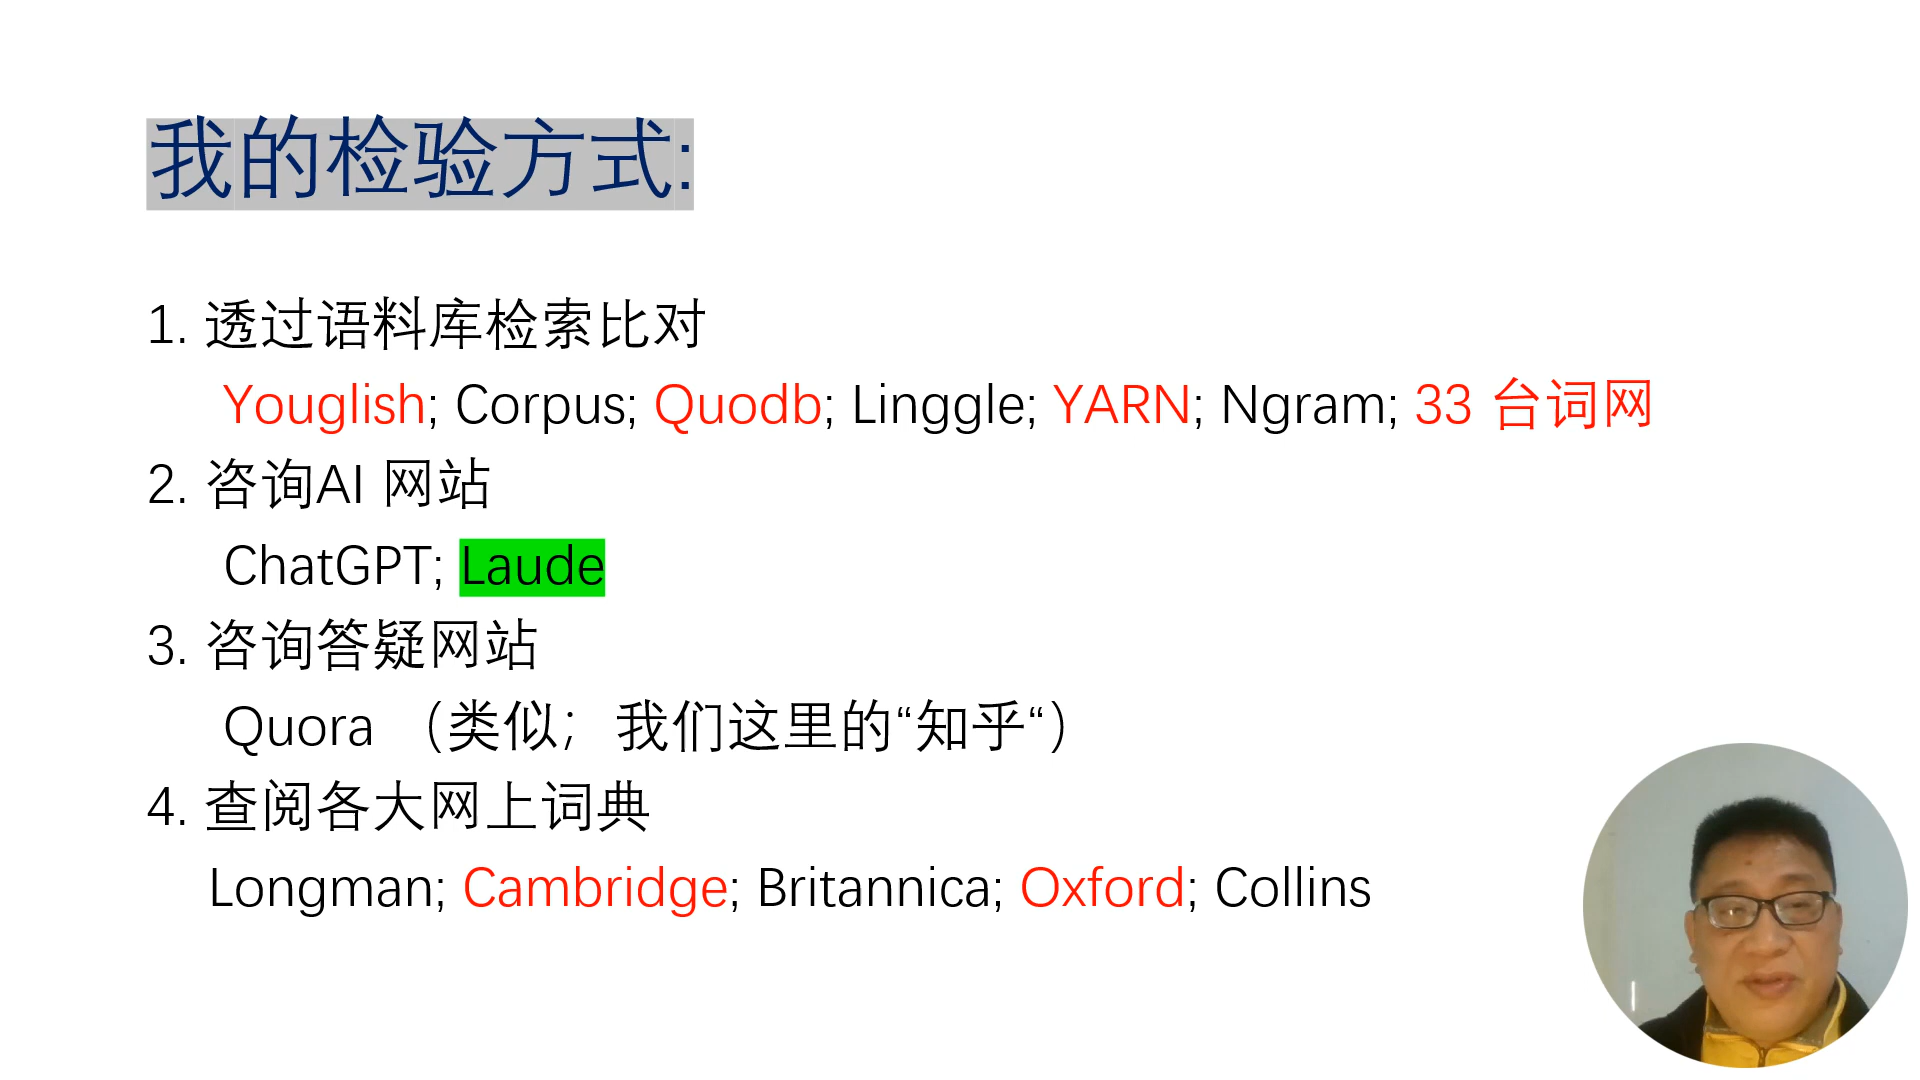 我的检验方式:
1. 透过语料库检索比对
Youglish; Corpus; Quodb; Linggle; YARN; Ngram; 33 台词网
2. 咨询AI 网站
ChatGPT; Laude
3. 咨询答疑网站
Quora （类似；我们这里的“知乎“）
4. 查阅各大网上词典
Longman; Cambridge; Britannica; Oxford; Collins